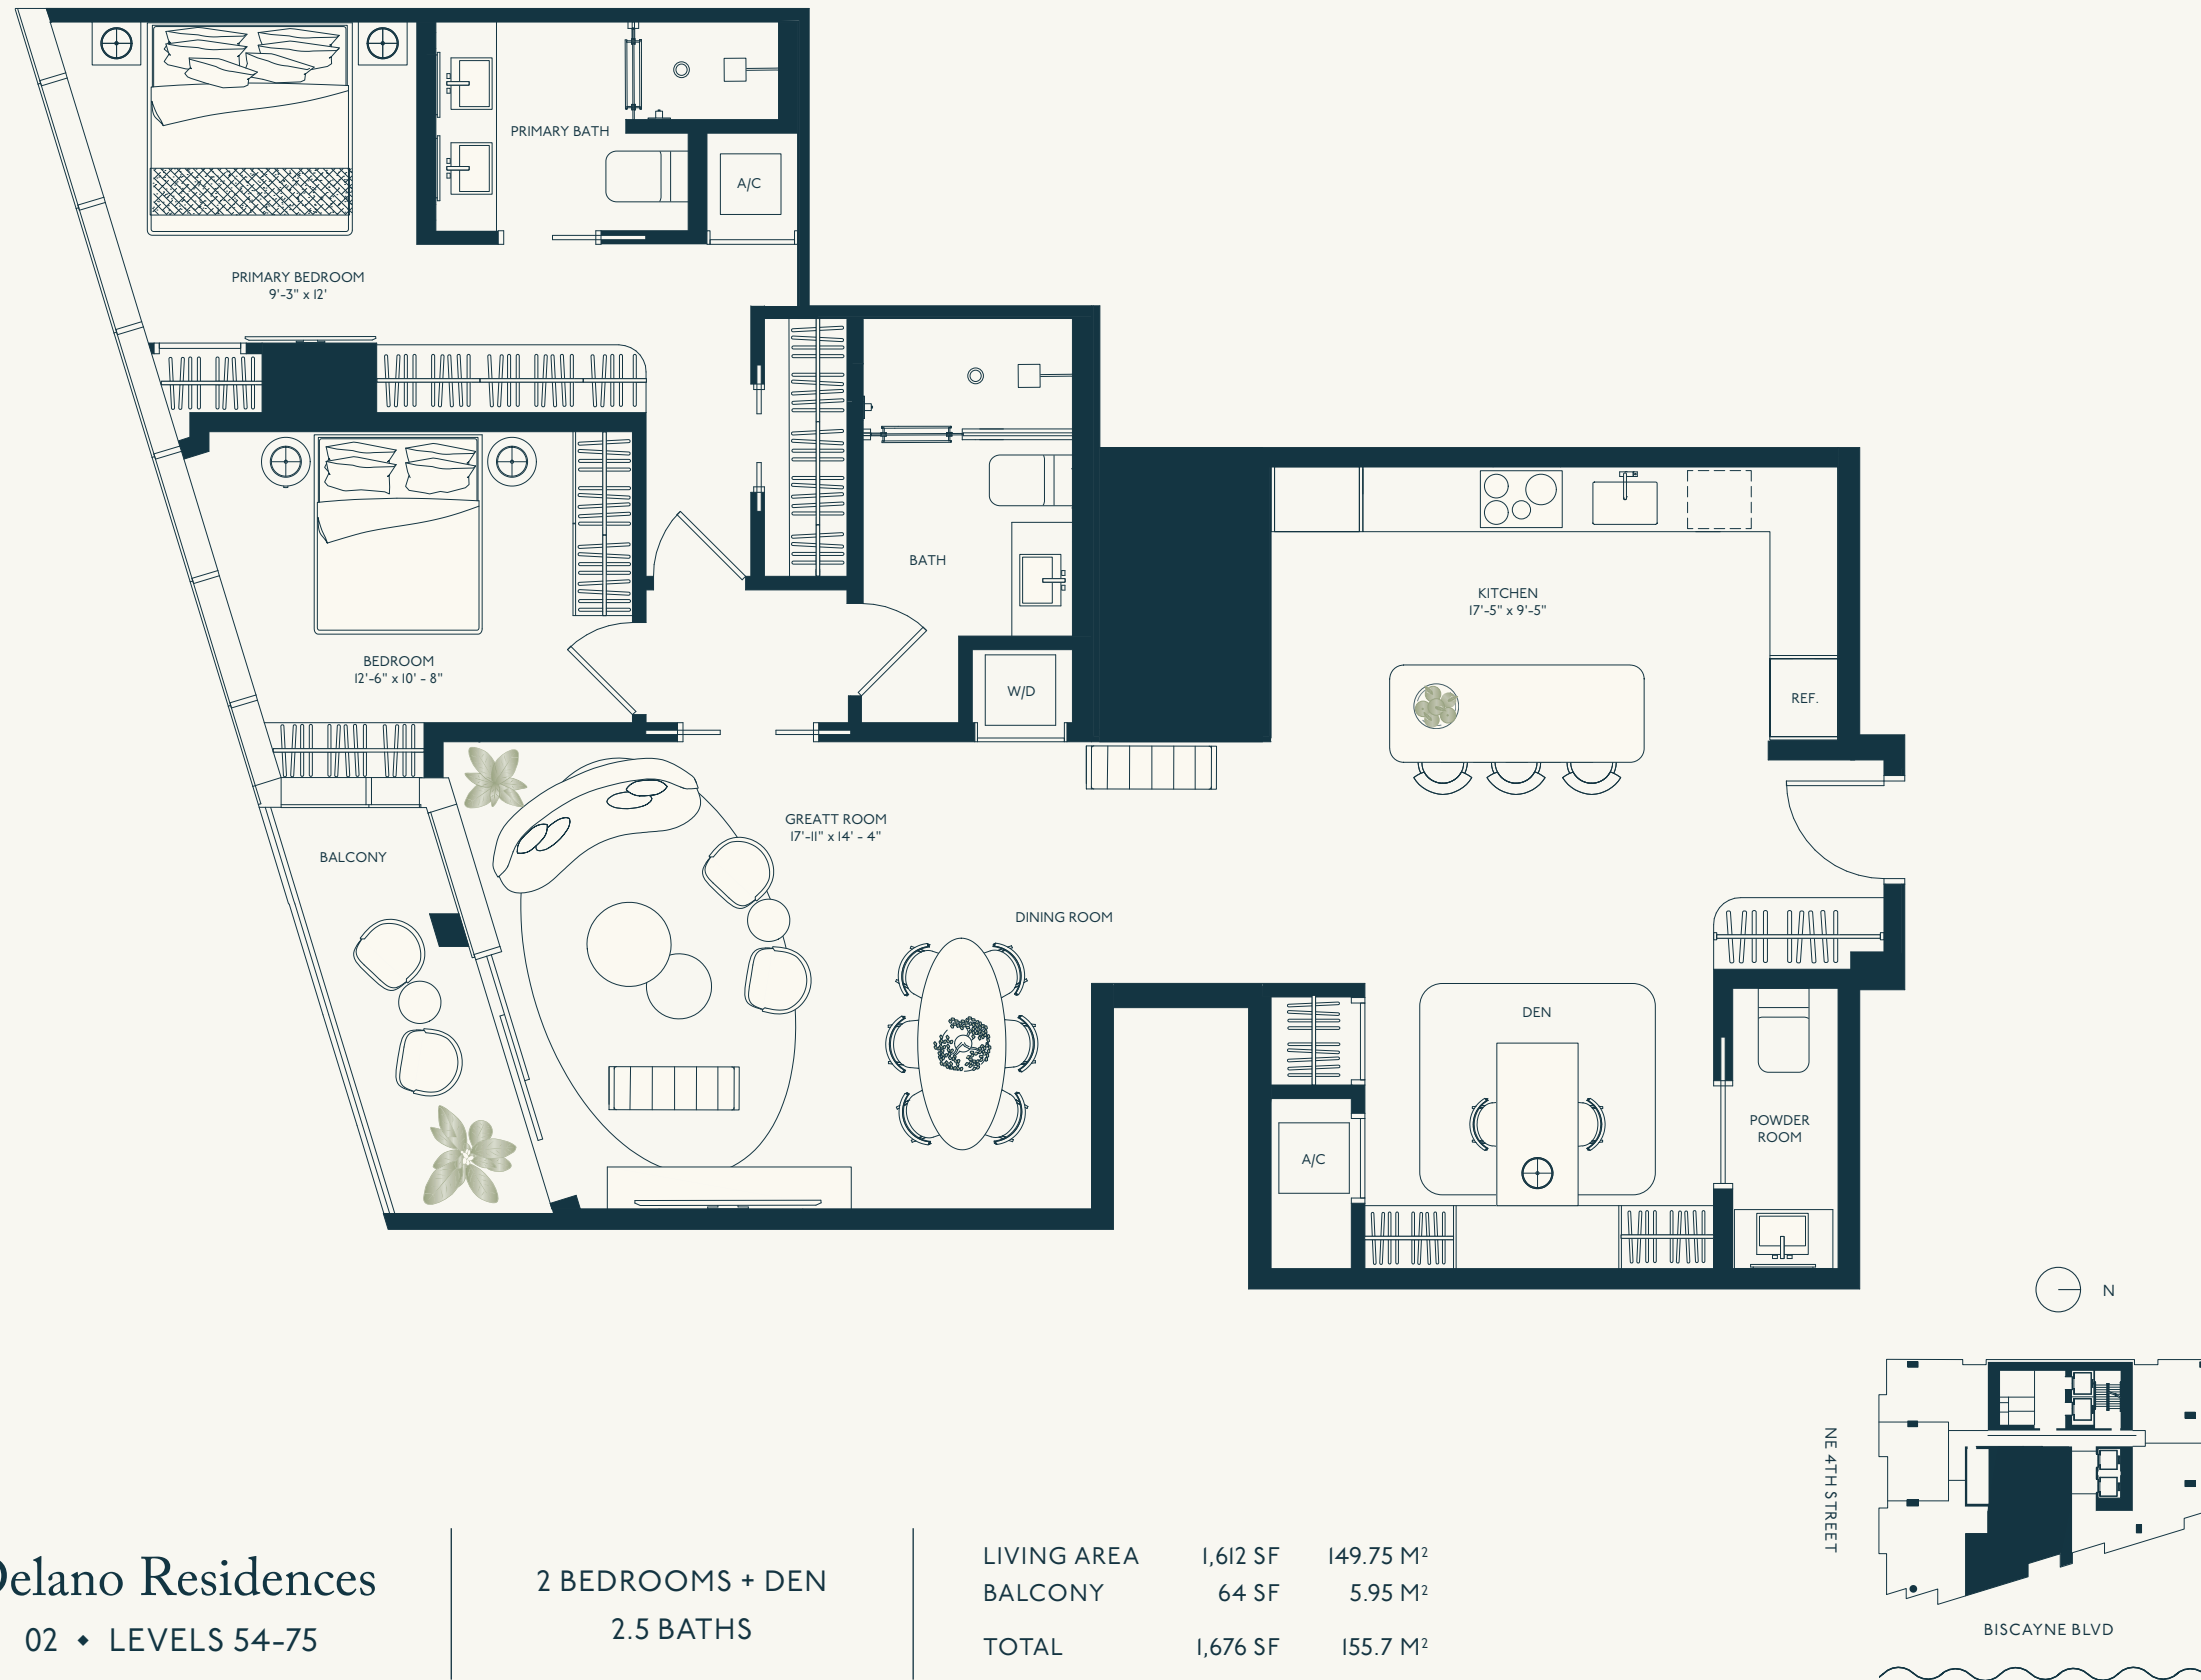 PRIMARY BATH
A/C
PRIMARY BEDROOM
9'-3" x 12'
BATH
KITCHEN
17'-5" x 9'-5"
BEDROOM
12'-6" x 10' - 8"
W/D
REF.
GREATT ROOM
17'-11" x 14' - 4"
BALCONY
DINING ROOM
DEN
POWDER
ROOM
A/C
N
NE 4TH STREET
BISCAYNE BLVD
Delano Residences
02 ◆ LEVELS 54-75
2 BEDROOMS + DEN
2.5 BATHS
LIVING AREA 1,612 SF 149.75 M²
BALCONY 64 SF 5.95 M²
TOTAL 1,676 SF 155.7 M²